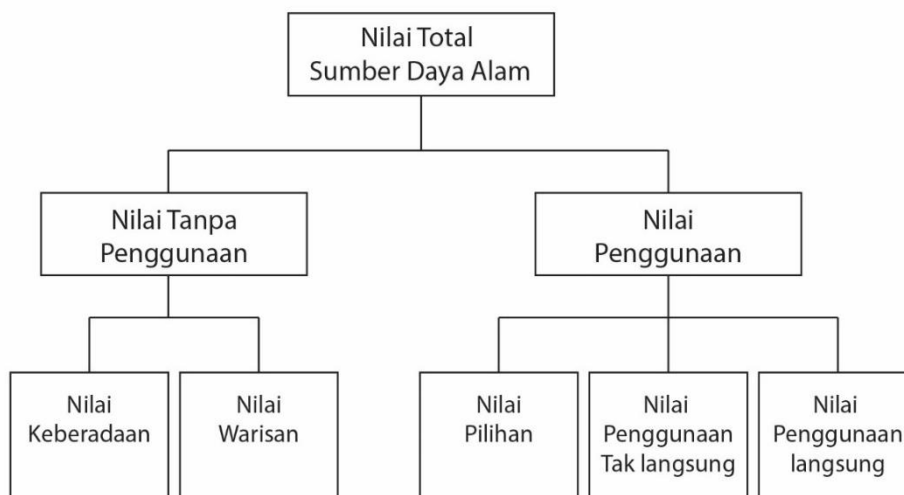 Nilai Total
Sumber Daya Alam
Nilai Tanpa
Penggunaan
Nilai
Penggunaan
Nilai
Keberadaan
Nilai
Warisan
Nilai
Pilihan
Nilai
Penggunaan
Tak langsung
Nilai
Penggunaan
langsung